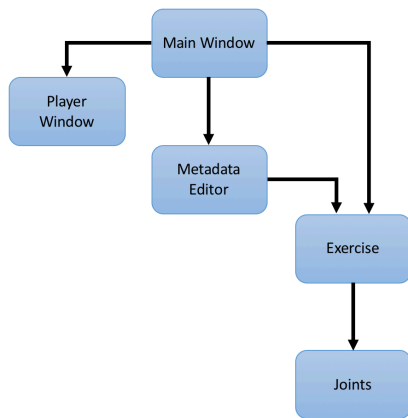 Main Window
Player
Window
Metadata
Editor
Exercise
Joints